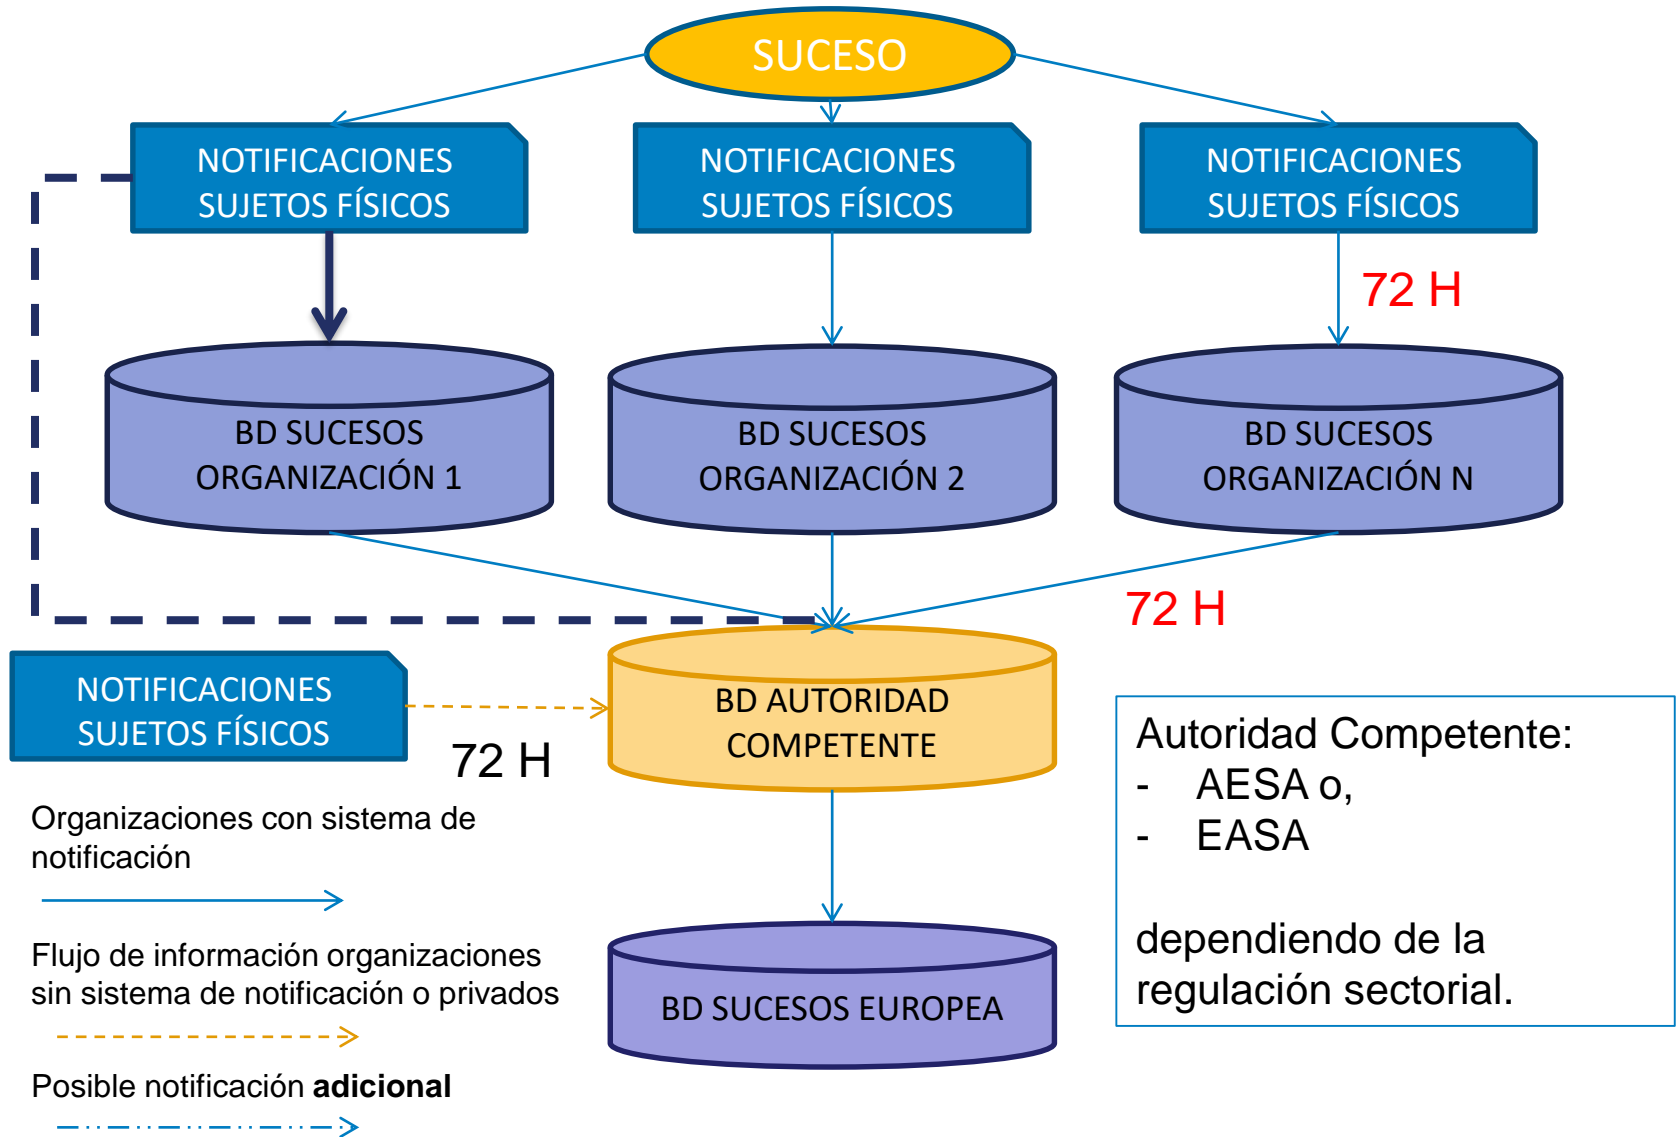 SUCESO
NOTIFICACIONES
SUJETOS FÍSICOS
NOTIFICACIONES
SUJETOS FÍSICOS
NOTIFICACIONES
SUJETOS FÍSICOS
72 H
BD SUCESOS
ORGANIZACIÓN 1
BD SUCESOS
ORGANIZACIÓN 2
BD SUCESOS
ORGANIZACIÓN N
72 H
NOTIFICACIONES
SUJETOS FÍSICOS
72 H
BD AUTORIDAD
COMPETENTE
Autoridad Competente:
- AESA o,
- EASA
dependiendo de la
regulación sectorial.
Organizaciones con sistema de
notificación
Flujo de información organizaciones
sin sistema de notificación o privados
Posible notificación adicional
BD SUCESOS EUROPEA